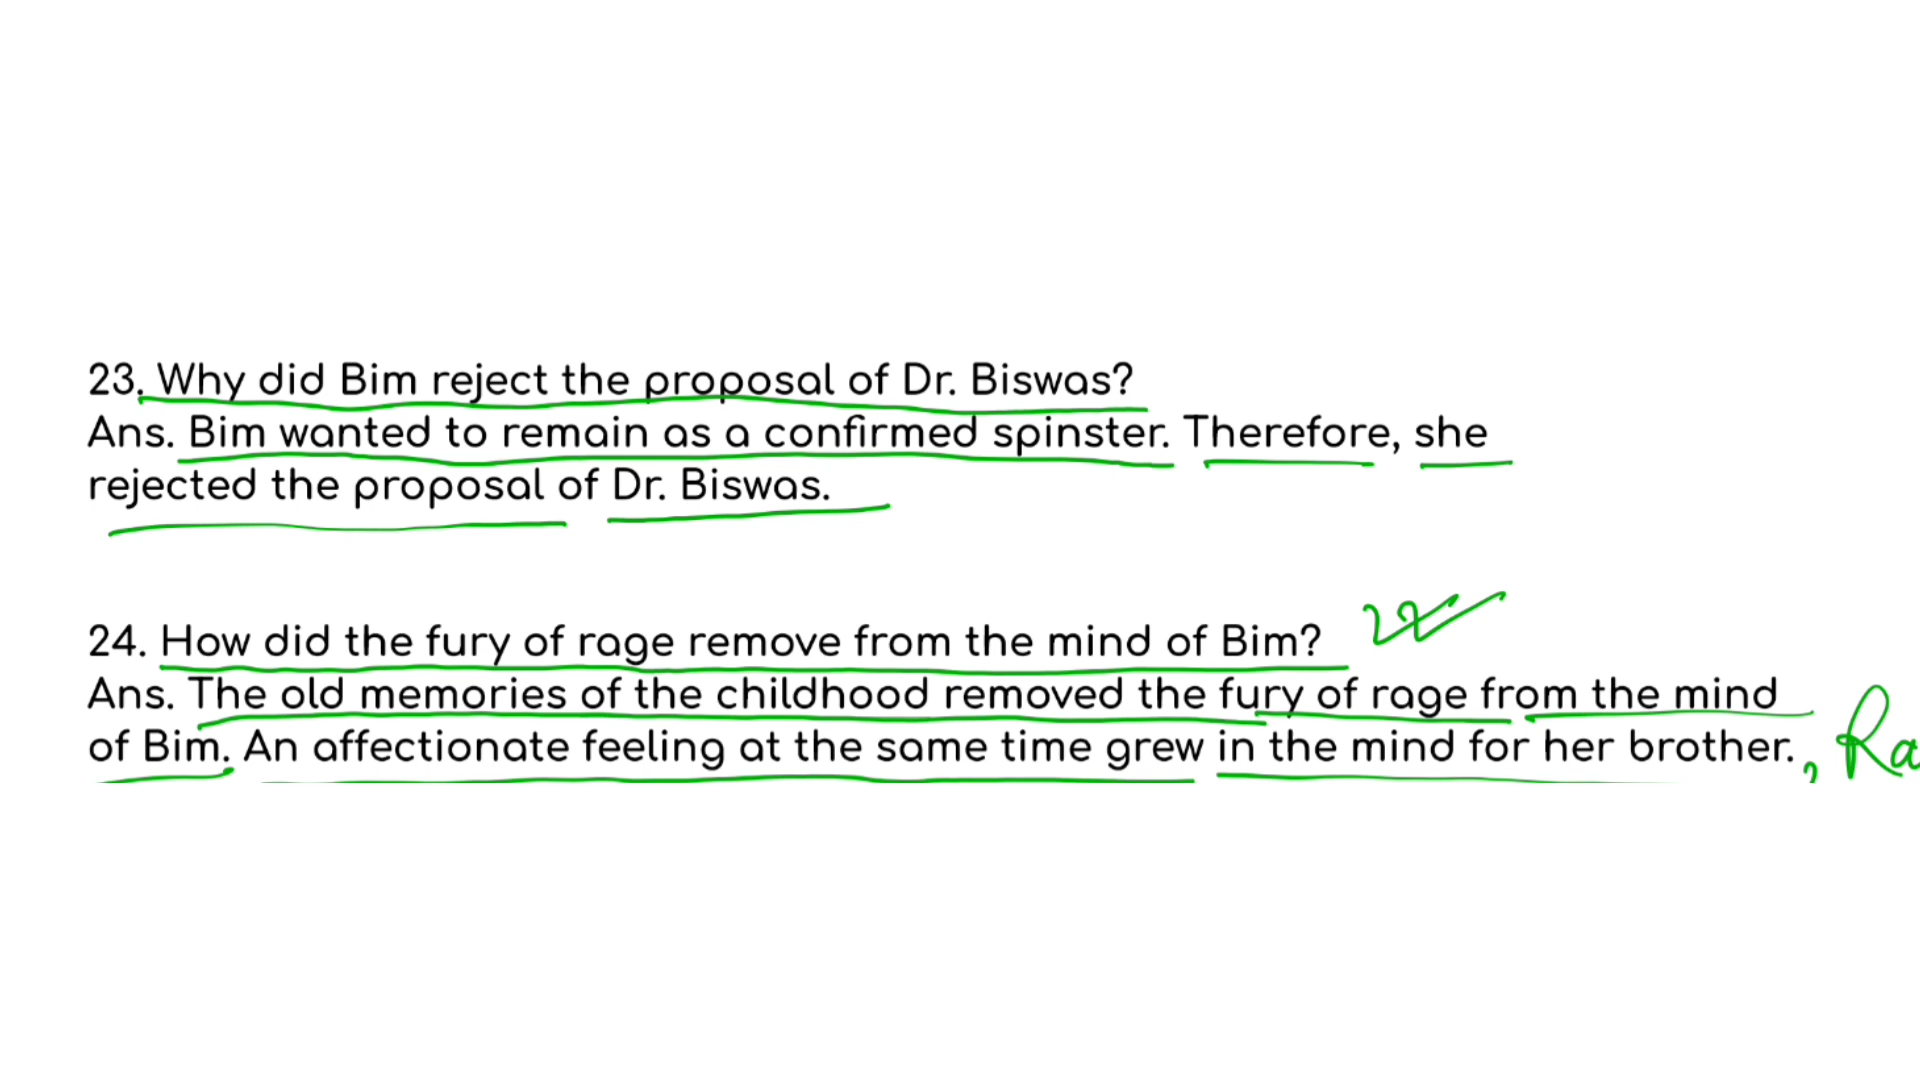 23. Why did Bim reject the proposal of Dr. Biswas?
Ans. Bim wanted to remain as a confirmed spinster. Therefore, she
rejected the proposal of Dr. Biswas.
24. How did the fury of rage remove from the mind of Bim?
Ans. The old memories of the childhood removed the fury of rage from the mind
of Bim. An affectionate feeling at the same time grew in the mind for her brother., Ra